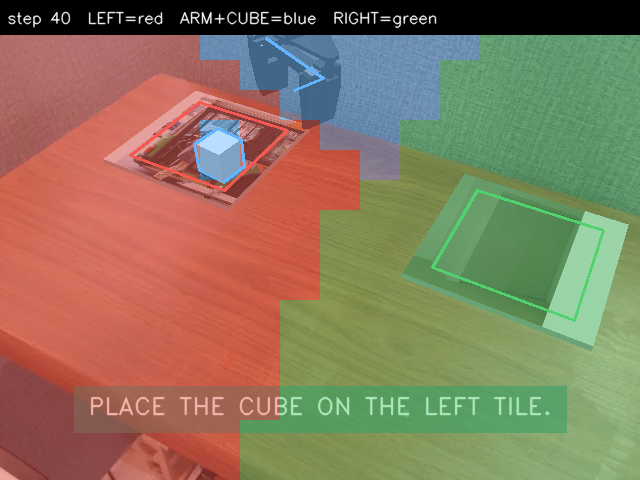 step 40 LEFT=red ARM+CUBE=blue RIGHT=green
PLACE THE CUBE ON THE LEFT TILE.